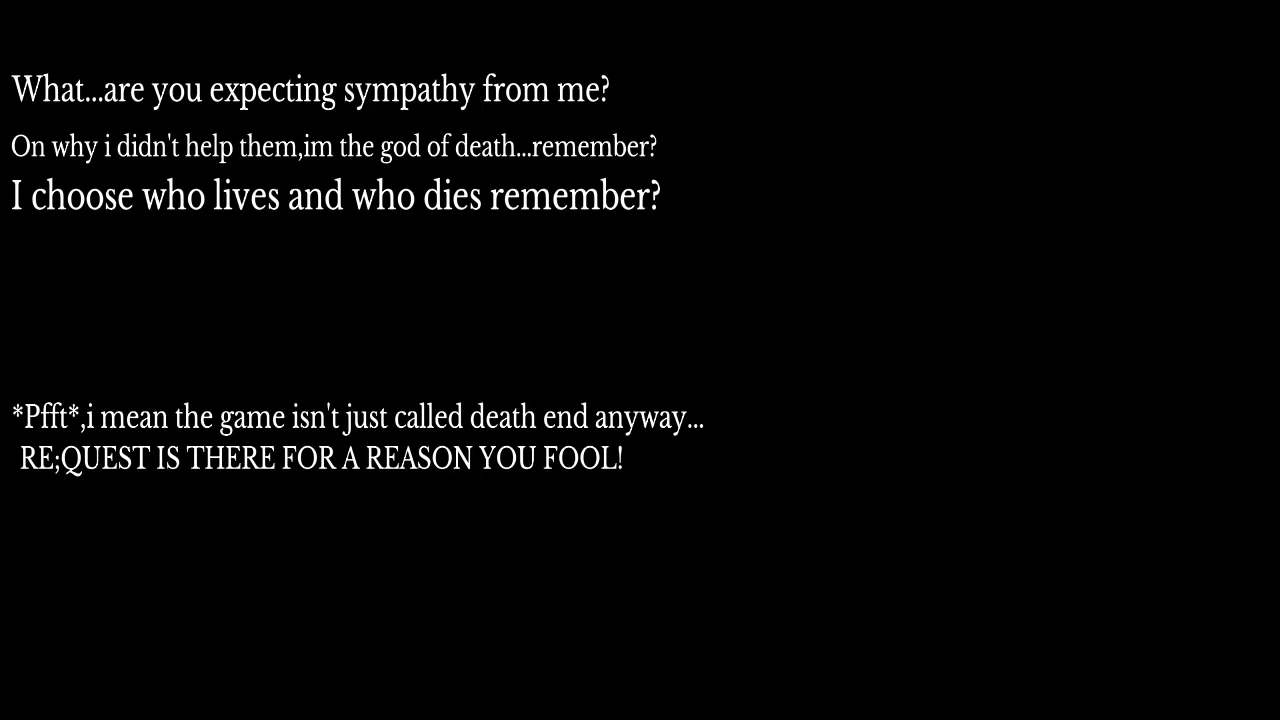 What...are you expecting sympathy from me?
On why i didn't help them,im the god of death...remember?
I choose who lives and who dies remember?
*Pfft*,i mean the game isn't just called death end anyway...
RE;QUEST IS THERE FOR A REASON YOU FOOL!